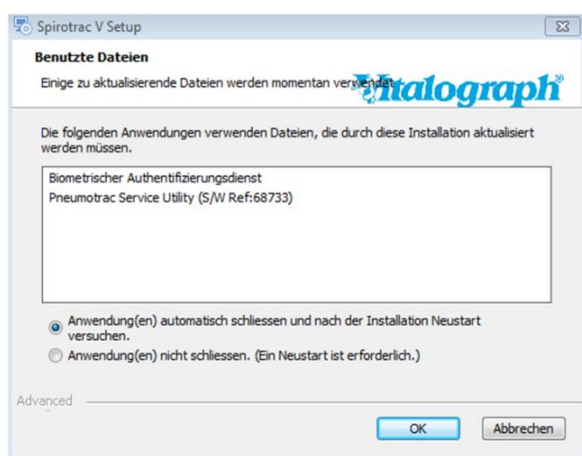 Spirotrac V Setup
Benutzte Dateien
Einige zu aktualisierende Dateien werden momentan verwendet.
Vitalograph®
Die folgenden Anwendungen verwenden Dateien, die durch diese Installation aktualisiert
werden müssen.
Biometrischer Authentifizierungsdienst
Pneumotrac Service Utility (S/W Ref:68733)
Anwendung(en) automatisch schliessen und nach der Installation Neustart
versuchen.
Anwendung(en) nicht schliessen. (Ein Neustart ist erforderlich.)
Advanced
OK
Abbrechen